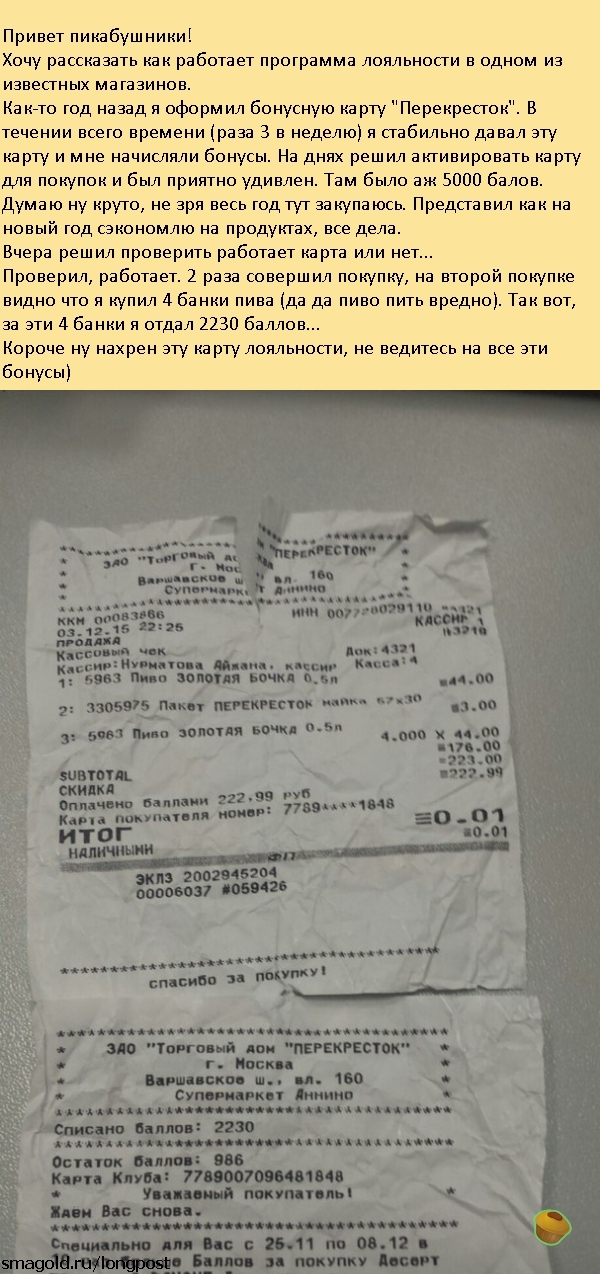 Привет пикабушники!
Хочу рассказать как работает программа лояльности в одном из
известных магазинов.
Как-то год назад я оформил бонусную карту "Перекресток". В
течении всего времени (раза 3 в неделю) я стабильно давал эту
карту и мне начисляли бонусы. На днях решил активировать карту
для покупок и был приятно удивлен. Там было аж 5000 балов.
Думаю ну круто, не зря весь год тут закупаюсь. Представил как на
новый год сэкономлю на продуктах, все дела.
Вчера решил проверить работает карта или нет...
Проверил, работает. 2 раза совершил покупку, на второй покупке
видно что я купил 4 банки пива (да да пиво пить вредно). Так вот,
за эти 4 банки я отдал 2230 баллов...
Короче ну нахрен эту карту лояльности, не ведитесь на все эти
бонусы)
ЗАО "Торговый "ПЕРЕКРЕСТОК"
г.
Варшавское вл. 160
Аннино
ККМ 00083866 ИНН 007728029110
03.12.15 22:25 КАССИР
ПРОДАЖА
Кассовый чек Док:4321
Кассир:Нурматова Айжана, кассир Касса:4
1: 5963 Пиво ЗОЛОТАЯ БОЧКА 0.5л ≡44.00
2: 3305975 Пакет ПЕРЕКРЕСТОК майка 57х30 ≡3.00
3: 5963 Пиво ЗОЛОТАЯ БОЧКА 0.5л 4.000 X 44.00
≡176.00
SUBTOTAL ≡223.00
СКИДКА ≡222.99
Оплачено баллами 222.99 руб
Карта покупателя номер: 7789****1848
ИТОГ ≡0.01
НАЛИЧНЫМИ ≡0.01
ФП
ЭКЛЗ 2002945204
00006037 #059426
****************************************
спасибо за покупку!
****************************************
* ЗАО "Торговый дом "ПЕРЕКРЕСТОК" *
* г. Москва *
* Варшавское ш., вл. 160 *
* Супермаркет Аннино *
****************************************
Списано баллов: 2230
****************************************
Остаток баллов: 986
Карта Клуба: 7789007096481848
* Уважаемый покупатель! *
Ждем Вас снова.
****************************************
Специально для Вас с 25.11 по 08.12 в
Баллов за покупку Десерт
smagold.ru/longpost